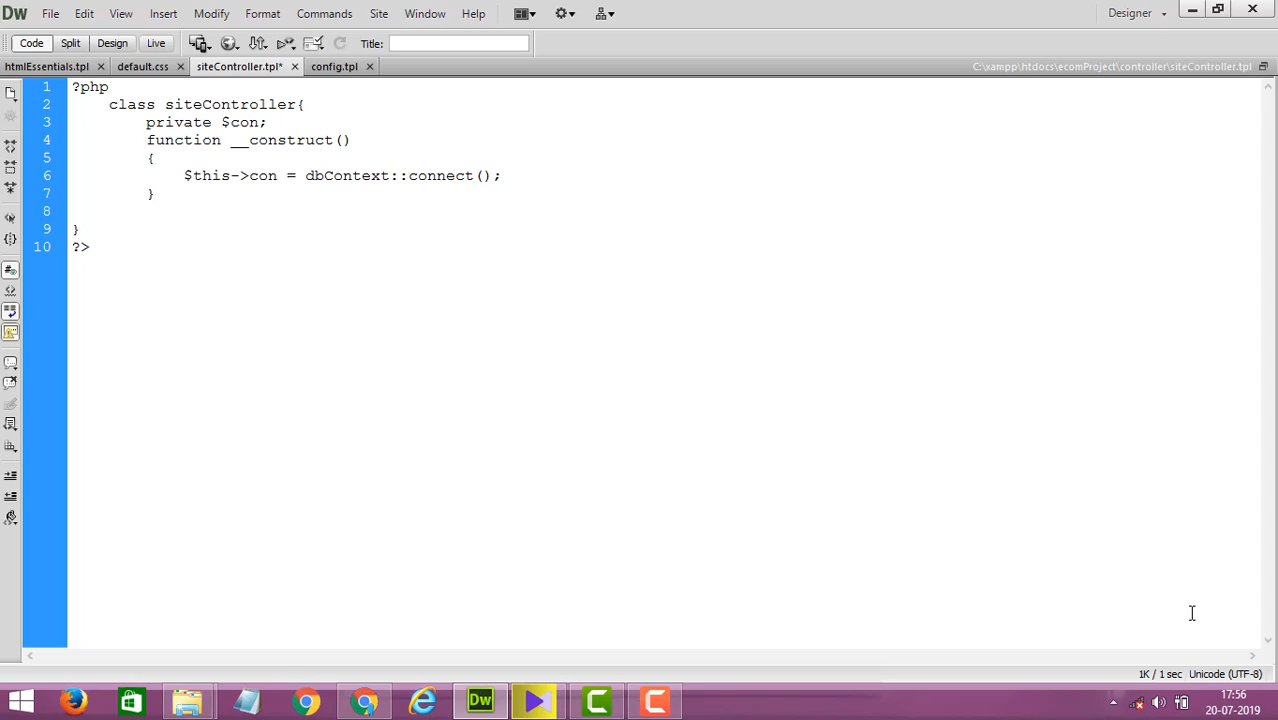 Dw File Edit View Insert Modify Format Commands Site Window Help Designer
Code Split Design Live Title:
htmlEssentials.tpl default.css siteController.tpl* config.tpl C:\xampp\htdocs\ecomProject\controller\siteController.tpl
1 ?php
2 class siteController{
3 private $con;
4 function __construct()
5 {
6 $this->con = dbContext::connect();
7 }
8
9 }
10 ?>
1K / 1 sec Unicode (UTF-8)
Dw 17:56
20-07-2019